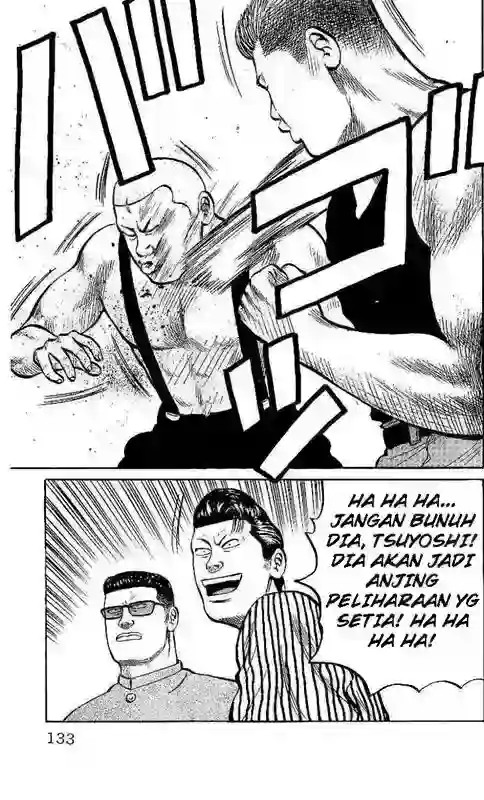 HA HA HA...
JANGAN BUNUH
DIA, TSUYOSHI!
DIA AKAN JADI
ANJING
PELIHARAAN YG
SETIA! HA HA
HA HA!
133